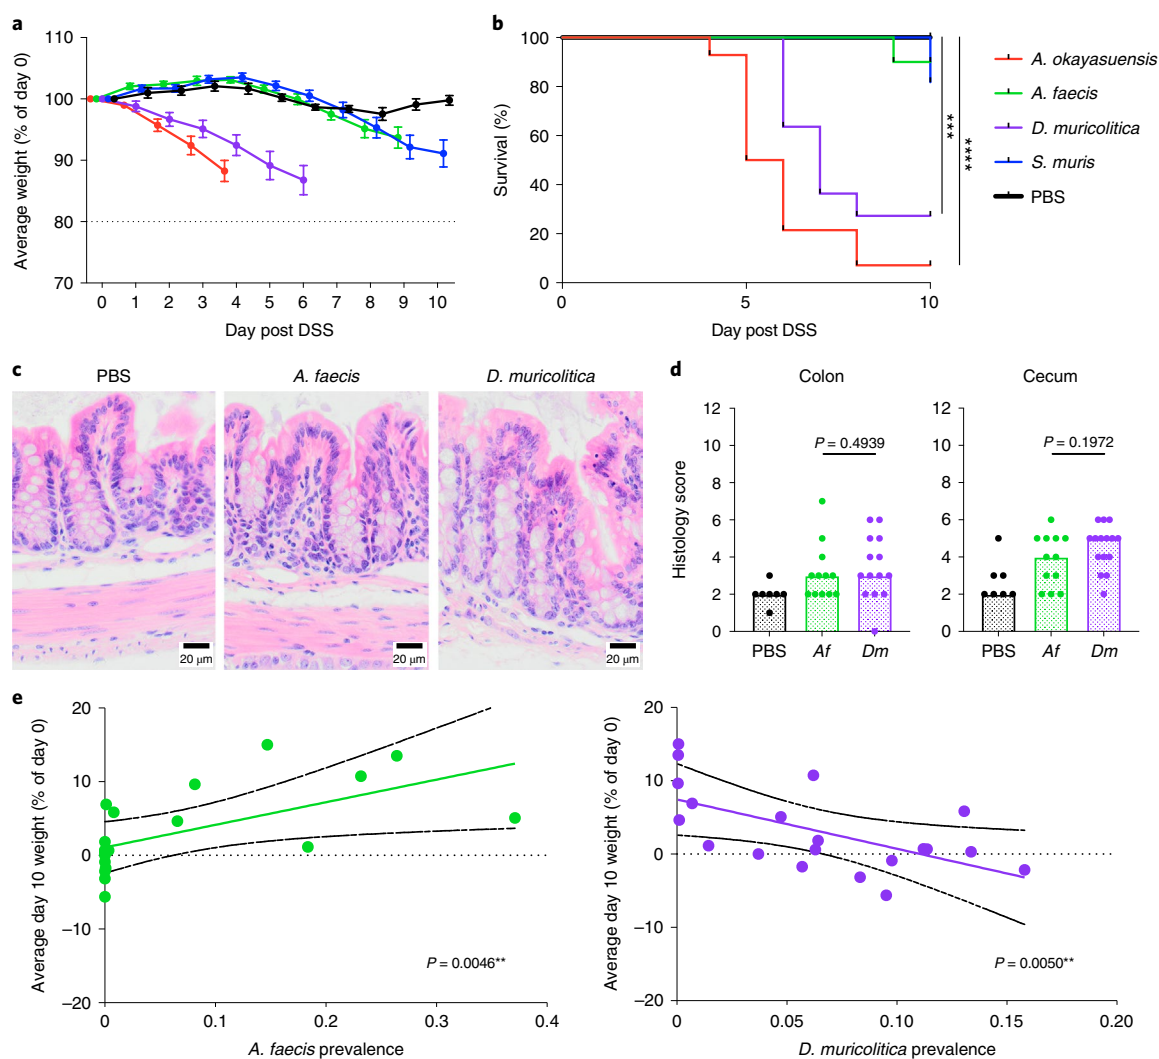 a
110
100
90
80
70
Average weight (% of day 0)
0 1 2 3 4 5 6 7 8 9 10
Day post DSS
b
100
80
60
40
20
0
Survival (%)
0 5 10
Day post DSS
***
****
A. okayasuensis
A. faecis
D. muricolitica
S. muris
PBS
c
PBS
A. faecis
D. muricolitica
20 μm
20 μm
20 μm
d
Colon
Histology score
12
10
8
6
4
2
0
P = 0.4939
PBS Af Dm
Cecum
12
10
8
6
4
2
0
P = 0.1972
PBS Af Dm
e
Average day 10 weight (% of day 0)
20
10
0
–10
–20
P = 0.0046**
0 0.1 0.2 0.3 0.4
A. faecis prevalence
Average day 10 weight (% of day 0)
20
10
0
–10
–20
P = 0.0050**
0 0.05 0.10 0.15 0.20
D. muricolitica prevalence